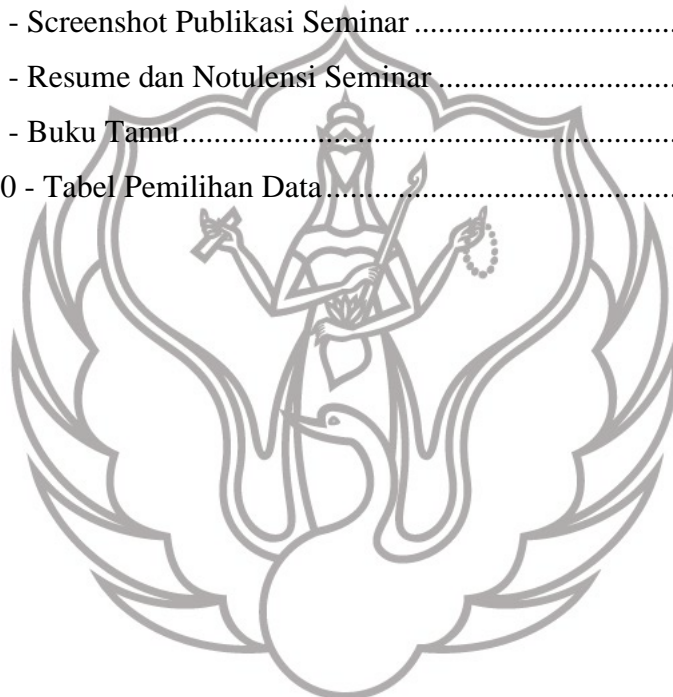 - Screenshot Publikasi Seminar ................................
- Resume dan Notulensi Seminar .............................
- Buku Tamu.............................................................
0 - Tabel Pemilihan Data...........................................